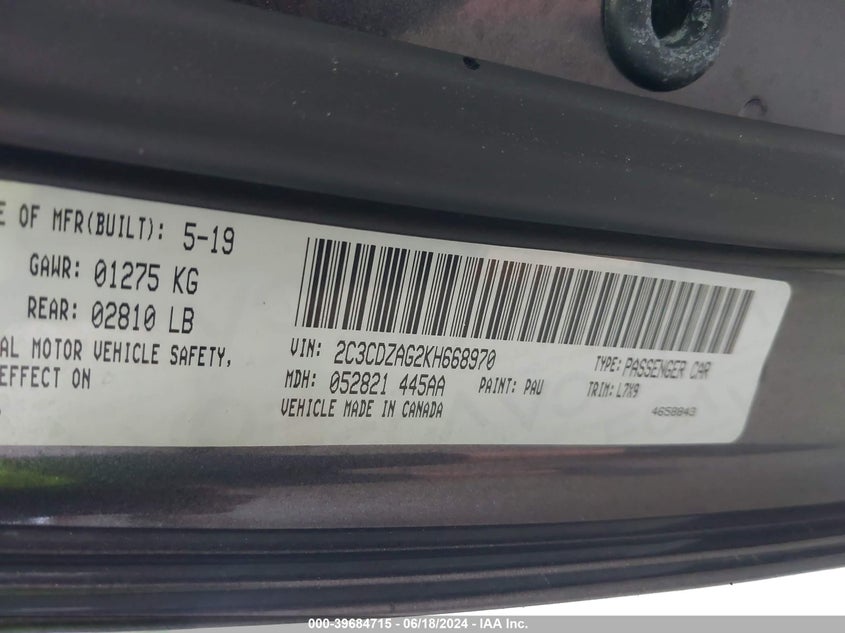 E OF MFR(BUILT): 5-19
GAWR: 01275 KG
REAR: 02810 LB
AL MOTOR VEHICLE SAFETY,
EFFECT ON
VIN: 2C3CDZAG2KH668970
TYPE: PASSENGER CAR
MDH: 052821 445AA
PAINT: PAU
TRIM: L7X9
VEHICLE MADE IN CANADA
4658843
000-39684715 - 06/18/2024 - IAA Inc.